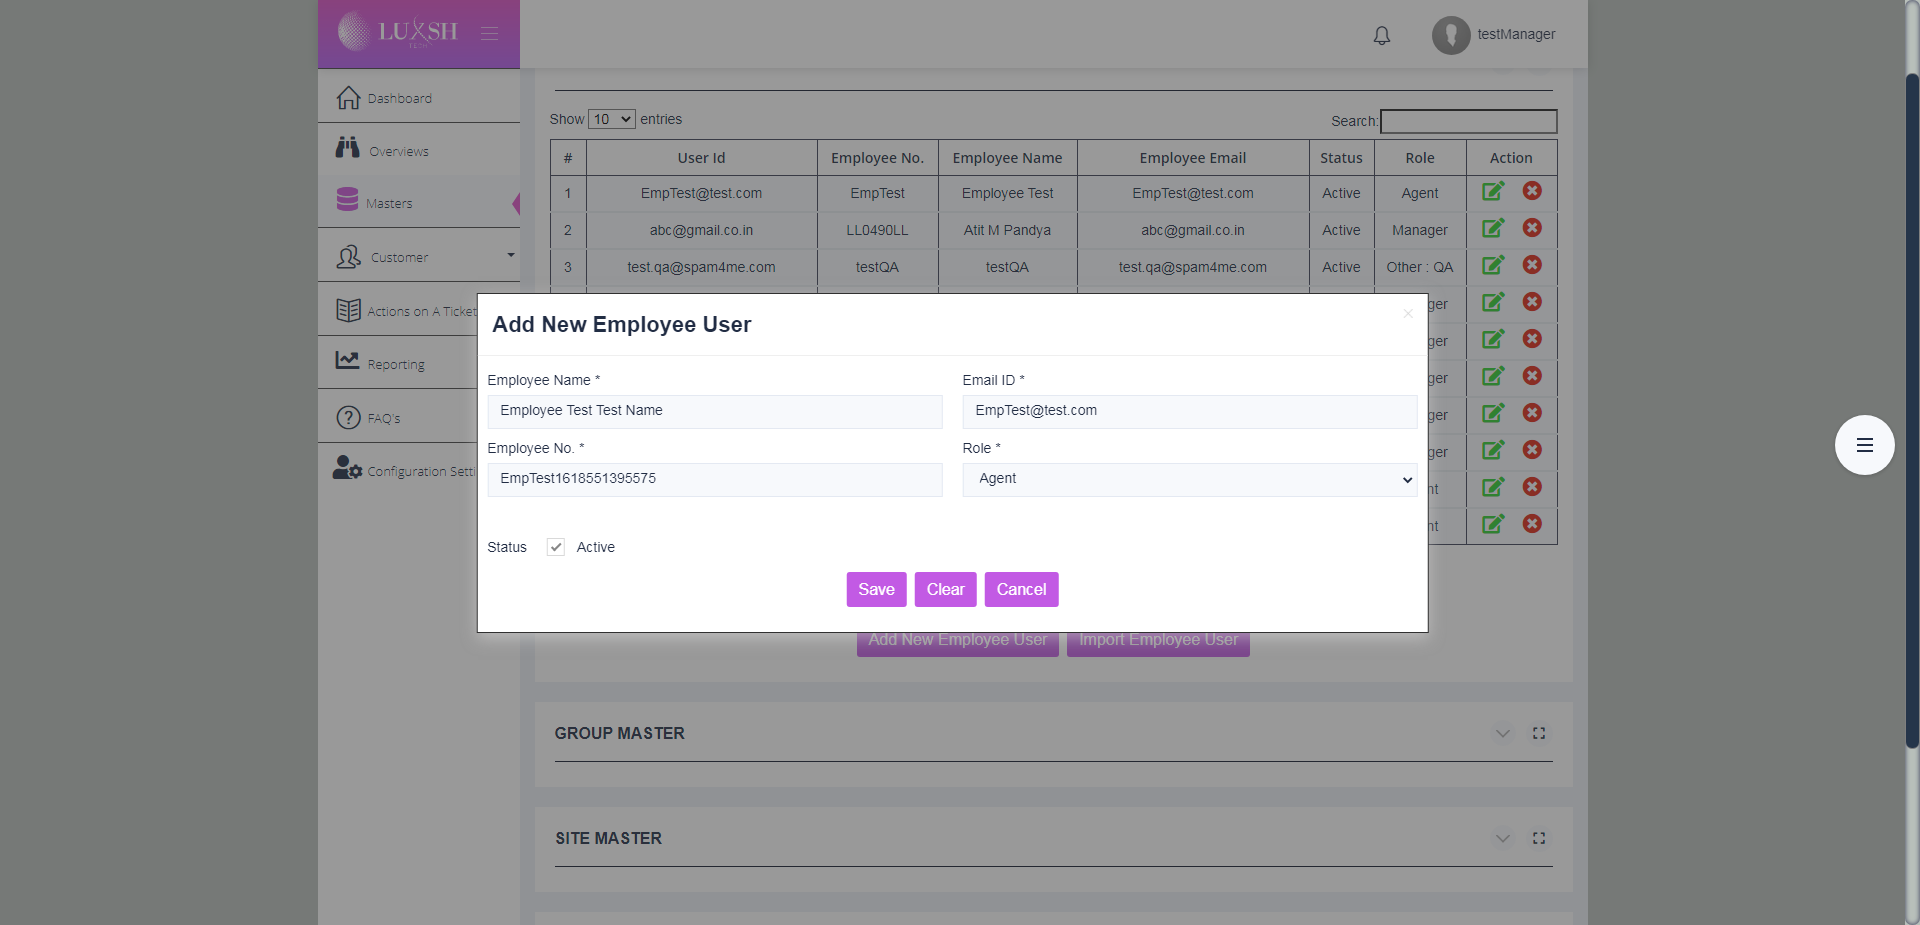 LUXSH
testManager
Dashboard
Overviews
Masters
Customer
Actions on A Ticket
Reporting
FAQ's
Configuration Setti
Show 10 entries
Search:
# User Id Employee No. Employee Name Employee Email Status Role Action
1 EmpTest@test.com EmpTest Employee Test EmpTest@test.com Active Agent
2 abc@gmail.co.in LL0490LL Atit M Pandya abc@gmail.co.in Active Manager
3 test.qa@spam4me.com testQA testQA test.qa@spam4me.com Active Other : QA
ger
ger
ger
ger
ger
nt
nt
Add New Employee User
×
Employee Name *
Employee Test Test Name
Email ID *
EmpTest@test.com
Employee No. *
EmpTest1618551395575
Role *
Agent
Status Active
Save Clear Cancel
Add New Employee User Import Employee User
GROUP MASTER
SITE MASTER